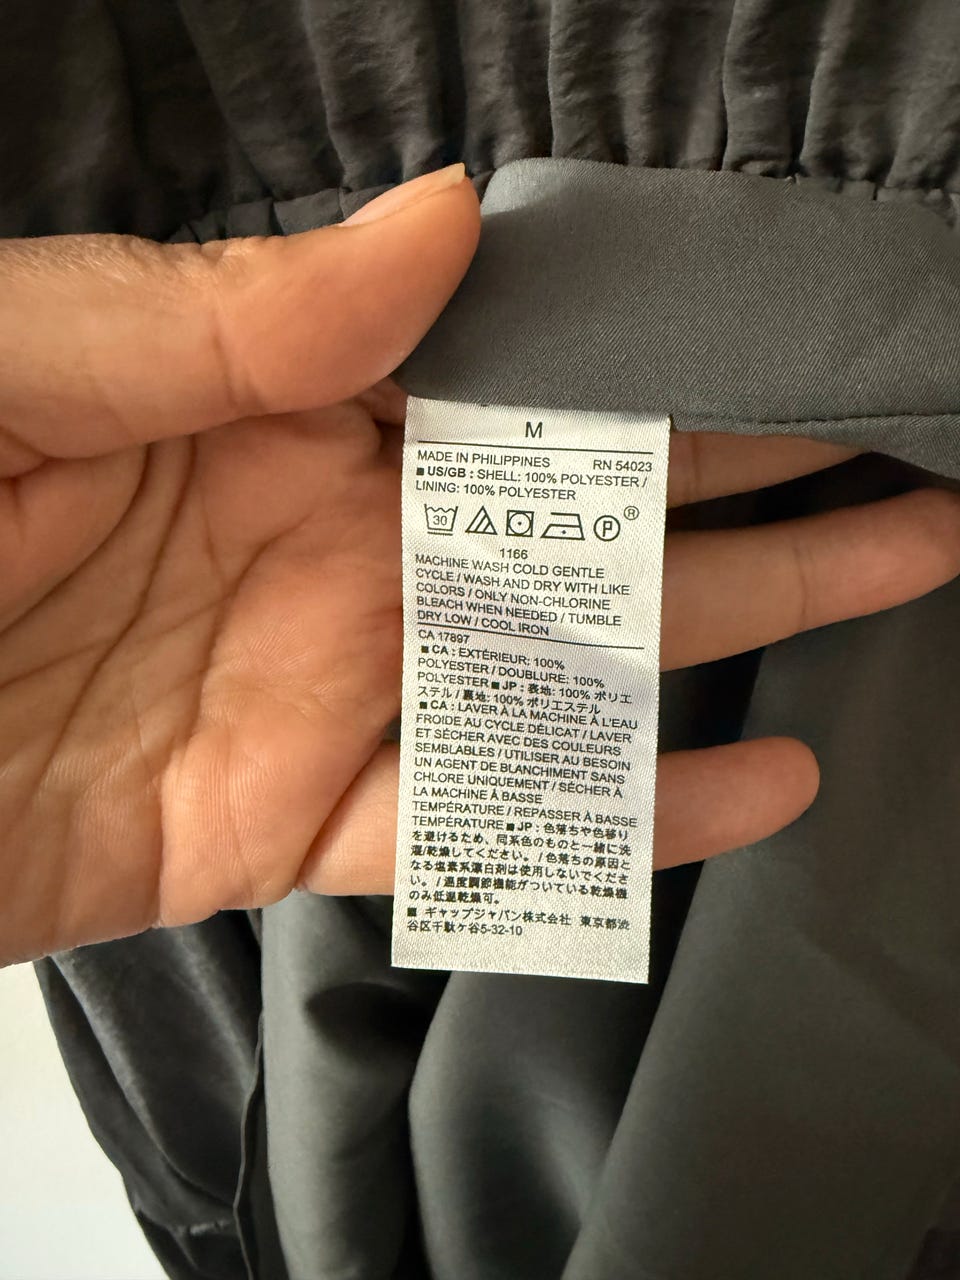 M
MADE IN PHILIPPINES RN 54023
■ US/GB : SHELL: 100% POLYESTER /
LINING: 100% POLYESTER
30 P ®
1166
MACHINE WASH COLD GENTLE
CYCLE / WASH AND DRY WITH LIKE
COLORS / ONLY NON-CHLORINE
BLEACH WHEN NEEDED / TUMBLE
DRY LOW / COOL IRON
CA 17897
■ CA : EXTÉRIEUR: 100%
POLYESTER / DOUBLURE: 100%
POLYESTER ■ JP : 表地: 100% ポリエ
ステル / 裏地: 100% ポリエステル
■ CA : LAVER À LA MACHINE À L'EAU
FROIDE AU CYCLE DÉLICAT / LAVER
ET SÉCHER AVEC DES COULEURS
SEMBLABLES / UTILISER AU BESOIN
UN AGENT DE BLANCHIMENT SANS
CHLORE UNIQUEMENT / SÉCHER À
LA MACHINE À BASSE
TEMPÉRATURE / REPASSER À BASSE
TEMPÉRATURE ■ JP : 色落ちや色移り
を避けるため、同系色のものと一緒に洗
濯/乾燥してください。 / 色落ちの原因と
なる塩素系漂白剤は使用しないでくださ
い。 / 温度調節機能がついている乾燥機
のみ低温乾燥可。
■ ギャップジャパン株式会社 東京都渋
谷区千駄ケ谷5-32-10